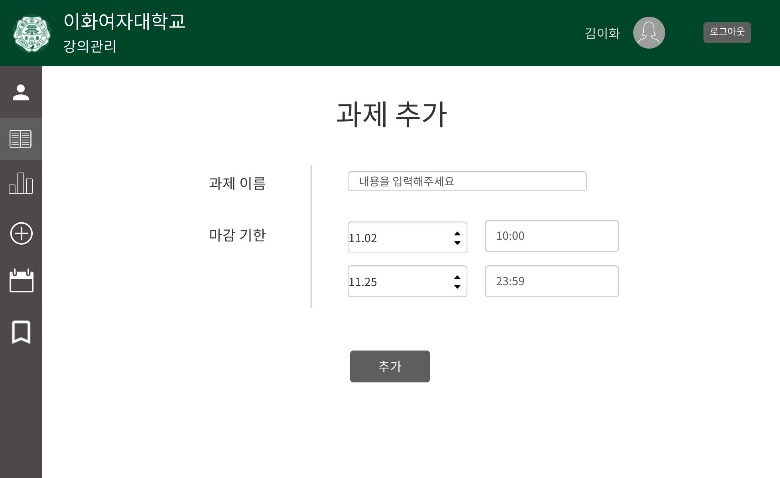 이화여자대학교
강의관리
김이화
로그아웃
과제 추가
과제 이름
내용을 입력해주세요
마감 기한
11.02
10:00
11.25
23:59
추가